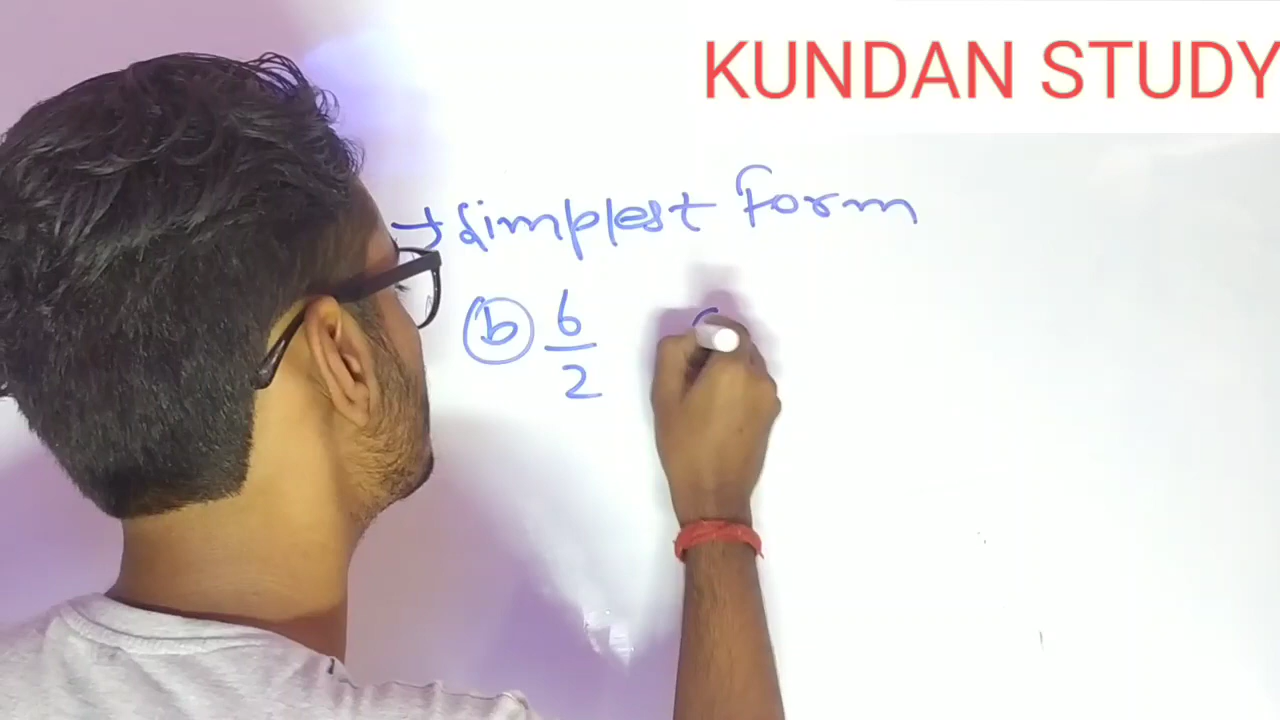 KUNDAN STUDY
→ Simplest form
(b) 6/2